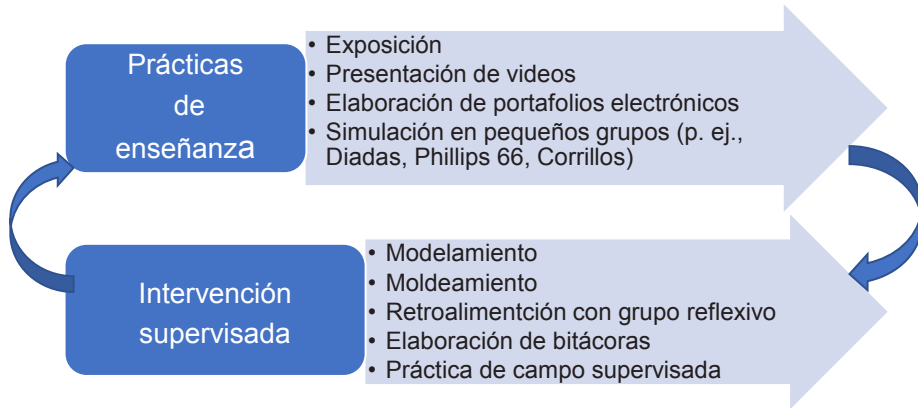 Prácticas
de
enseñanza
• Exposición
• Presentación de videos
• Elaboración de portafolios electrónicos
• Simulación en pequeños grupos (p. ej.,
Diadas, Phillips 66, Corrillos)
Intervención
supervisada
• Modelamiento
• Moldeamiento
• Retroalimentción con grupo reflexivo
• Elaboración de bitácoras
• Práctica de campo supervisada